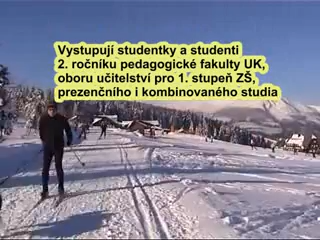 Vystupují studentky a studenti
2. ročníku pedagogické fakulty UK,
oboru učitelství pro 1. stupeň ZŠ,
prezenčního i kombinovaného studia